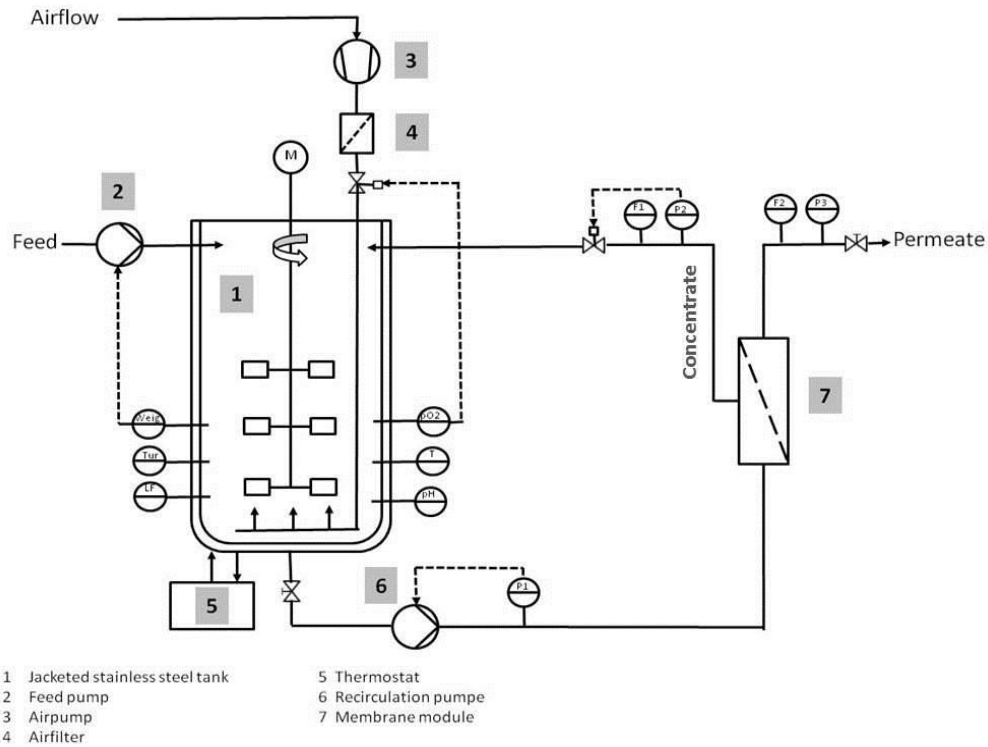 Airflow
3
4
M
2
F1
P2
F2
P3
Feed
Permeate
1
Concentrate
7
Weig
pO2
Tur
T
LF
pH
6
P1
5
1 Jacketed stainless steel tank
2 Feed pump
3 Airpump
4 Airfilter
5 Thermostat
6 Recirculation pumpe
7 Membrane module